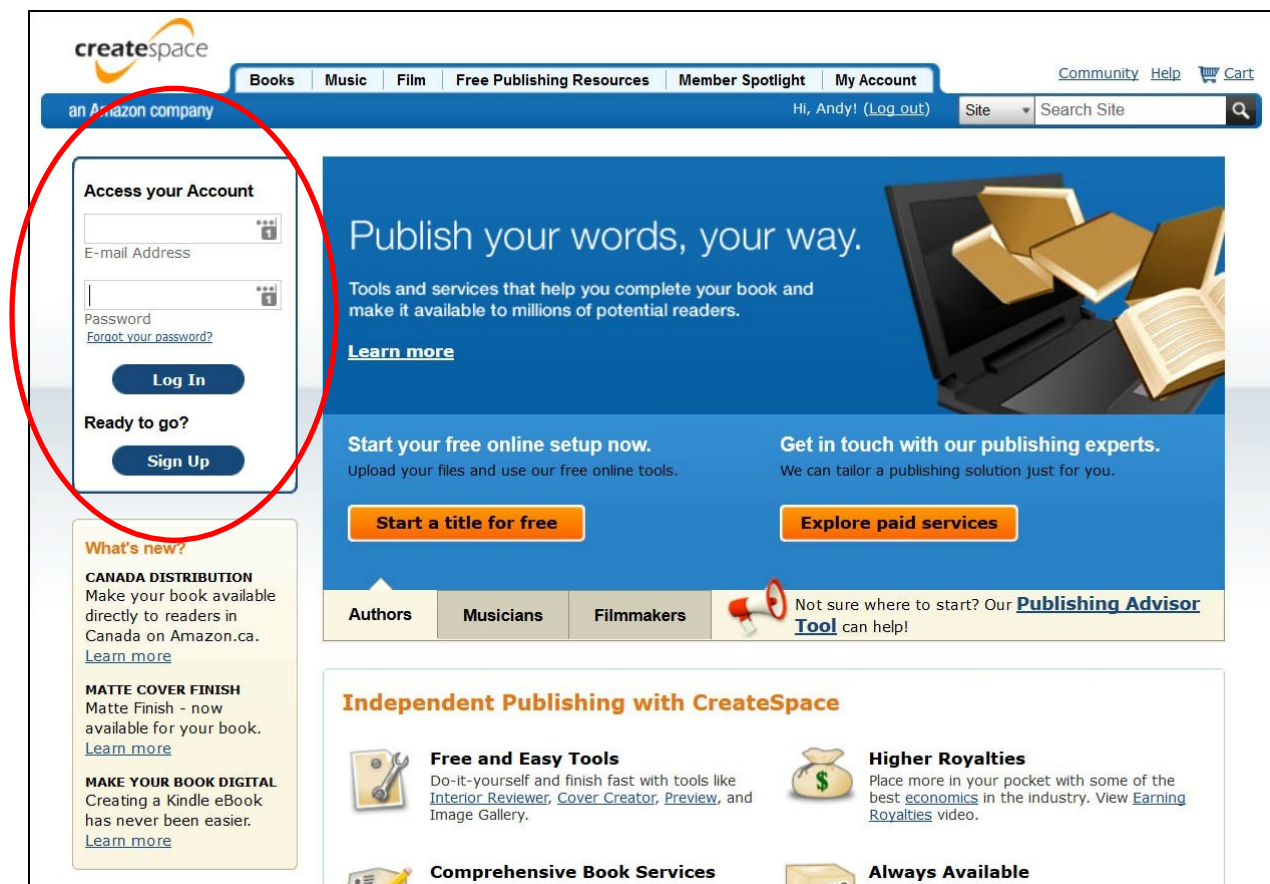 createspace
Books Music Film Free Publishing Resources Member Spotlight My Account
Community Help Cart
an Amazon company
Hi, Andy! (Log out)
Site Search Site
Access your Account
E-mail Address
Password
Forgot your password?
Log In
Ready to go?
Sign Up
Publish your words, your way.
Tools and services that help you complete your book and
make it available to millions of potential readers.
Learn more
Start your free online setup now.
Upload your files and use our free online tools.
Start a title for free
Get in touch with our publishing experts.
We can tailor a publishing solution just for you.
Explore paid services
Authors Musicians Filmmakers
Not sure where to start? Our Publishing Advisor
Tool can help!
What's new?
CANADA DISTRIBUTION
Make your book available
directly to readers in
Canada on Amazon.ca.
Learn more
MATTE COVER FINISH
Matte Finish - now
available for your book.
Learn more
MAKE YOUR BOOK DIGITAL
Creating a Kindle eBook
has never been easier.
Learn more
Independent Publishing with CreateSpace
Free and Easy Tools
Do-it-yourself and finish fast with tools like
Interior Reviewer, Cover Creator, Preview, and
Image Gallery.
Higher Royalties
$
Place more in your pocket with some of the
best economics in the industry. View Earning
Royalties video.
Comprehensive Book Services
Always Available